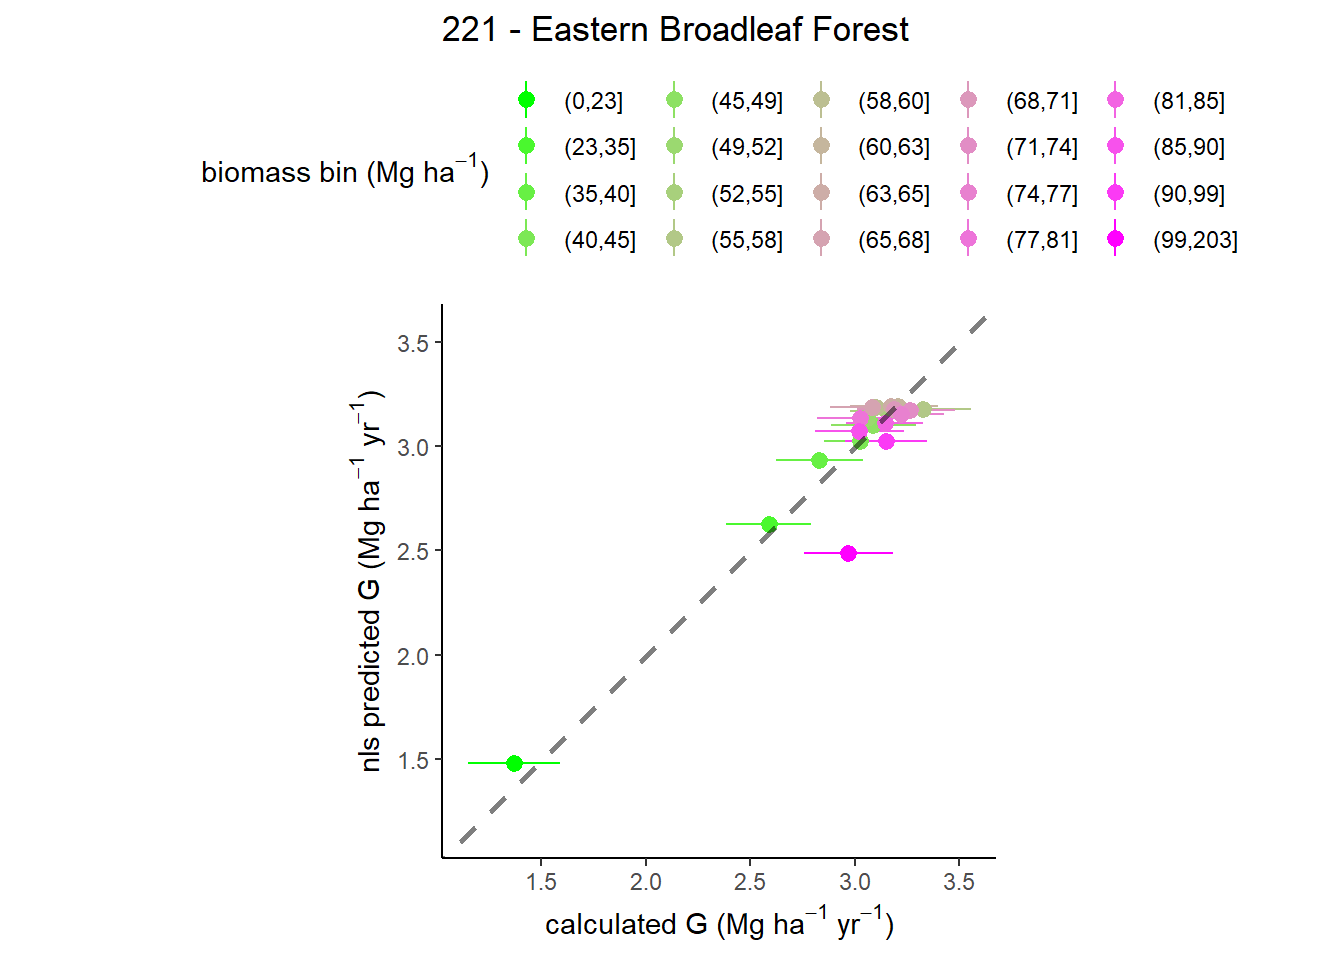 221 - Eastern Broadleaf Forest
biomass bin (Mg ha⁻¹)
(0,23] (45,49] (58,60] (68,71] (81,85]
(23,35] (49,52] (60,63] (71,74] (85,90]
(35,40] (52,55] (63,65] (74,77] (90,99]
(40,45] (55,58] (65,68] (77,81] (99,203]
nls predicted G (Mg ha⁻¹ yr⁻¹)
3.5
3.0
2.5
2.0
1.5
1.5 2.0 2.5 3.0 3.5
calculated G (Mg ha⁻¹ yr⁻¹)